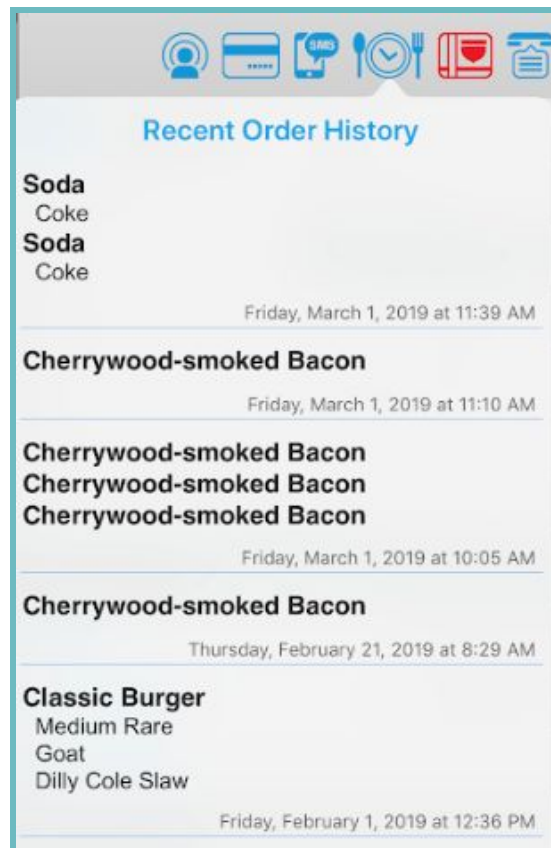 SMS
Recent Order History
Soda
Coke
Soda
Coke
Friday, March 1, 2019 at 11:39 AM
Cherrywood-smoked Bacon
Friday, March 1, 2019 at 11:10 AM
Cherrywood-smoked Bacon
Cherrywood-smoked Bacon
Cherrywood-smoked Bacon
Friday, March 1, 2019 at 10:05 AM
Cherrywood-smoked Bacon
Thursday, February 21, 2019 at 8:29 AM
Classic Burger
Medium Rare
Goat
Dilly Cole Slaw
Friday, February 1, 2019 at 12:36 PM